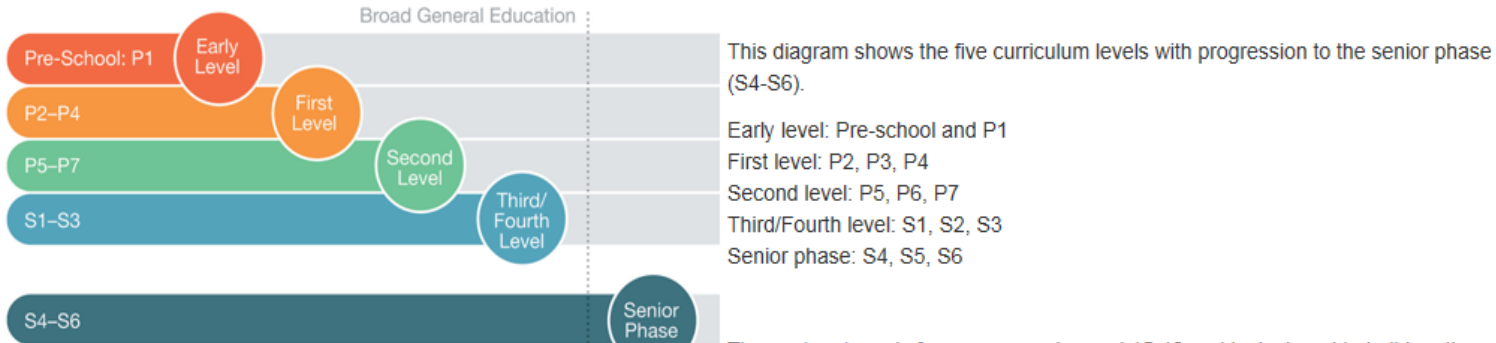 Broad General Education
Pre-School: P1
Early
Level
P2–P4
First
Level
P5–P7
Second
Level
S1–S3
Third/
Fourth
Level
S4–S6
Senior
Phase
This diagram shows the five curriculum levels with progression to the senior phase
(S4-S6).
Early level: Pre-school and P1
First level: P2, P3, P4
Second level: P5, P6, P7
Third/Fourth level: S1, S2, S3
Senior phase: S4, S5, S6